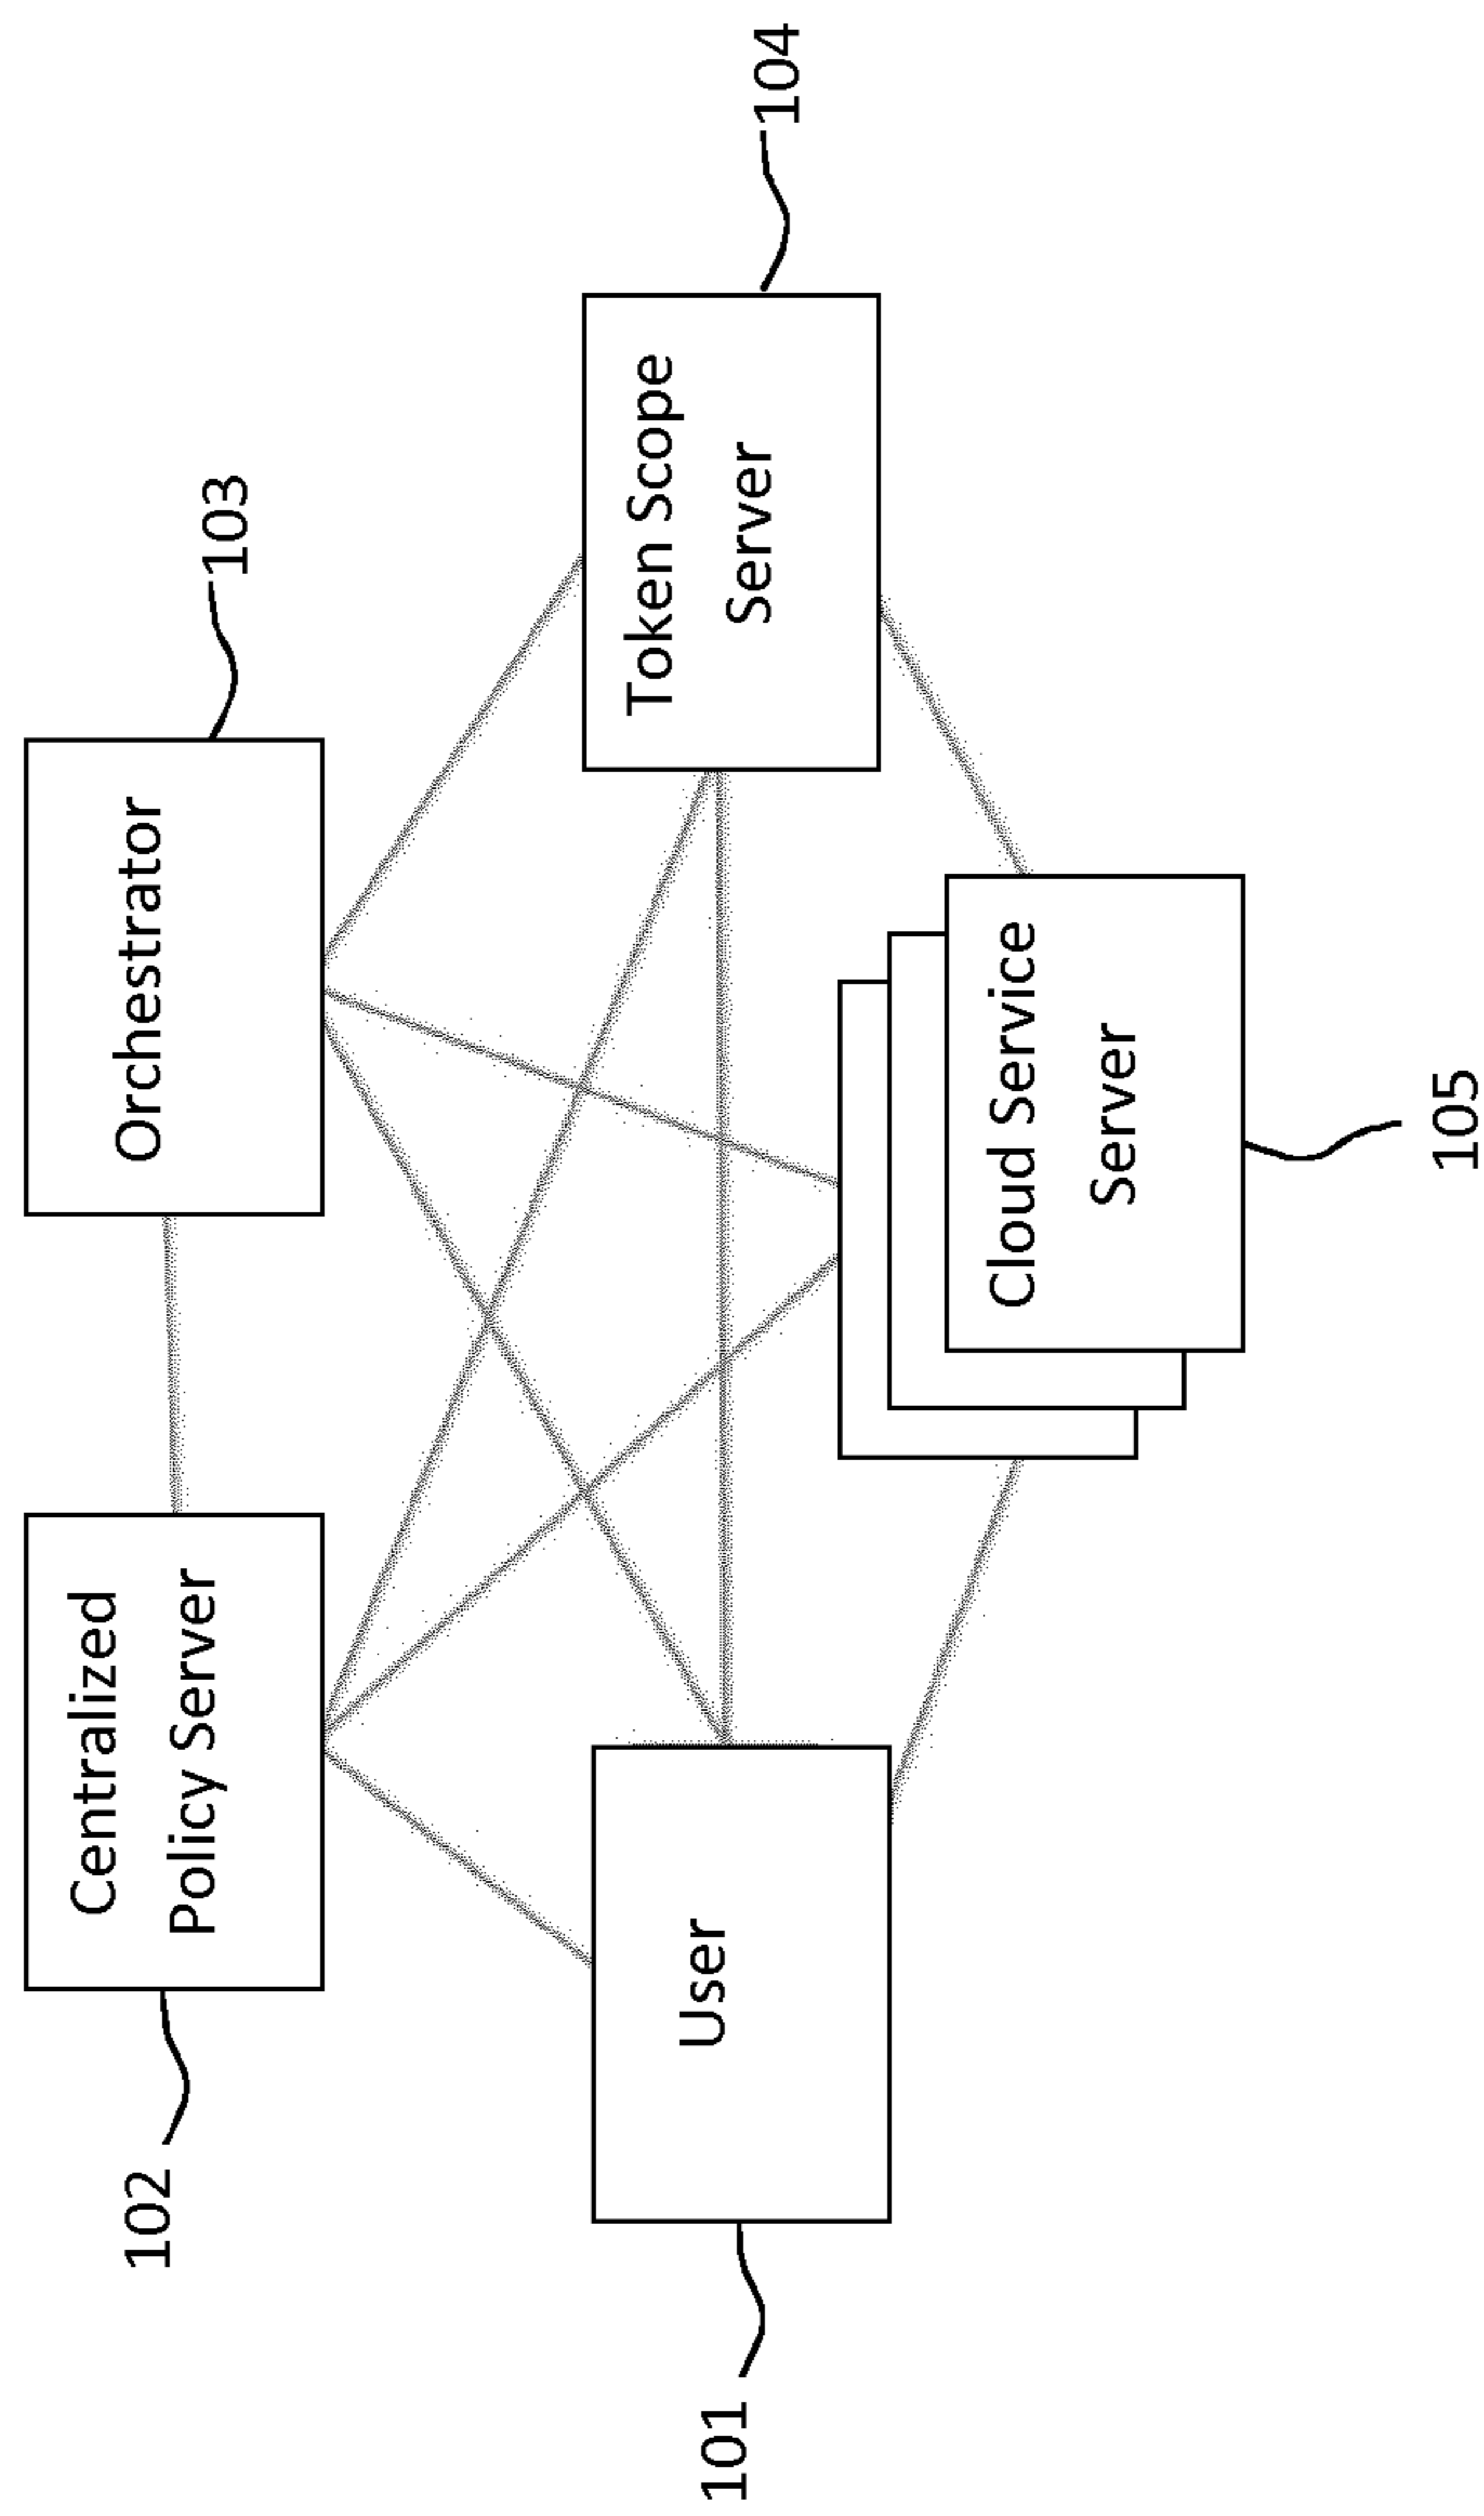 102
Centralized
Policy Server
Orchestrator
103
101
User
Token Scope
Server
104
Cloud Service
Server
105